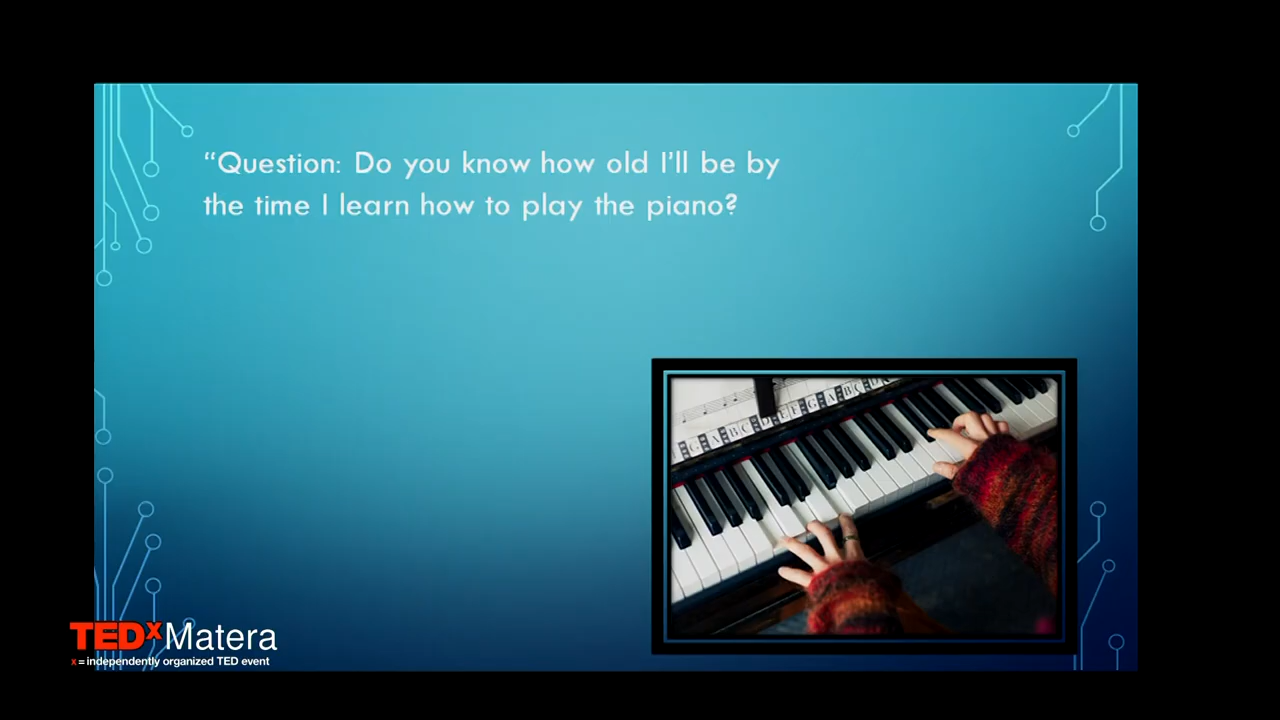 “Question: Do you know how old I’ll be by
the time I learn how to play the piano?
TEDxMatera
x = independently organized TED event